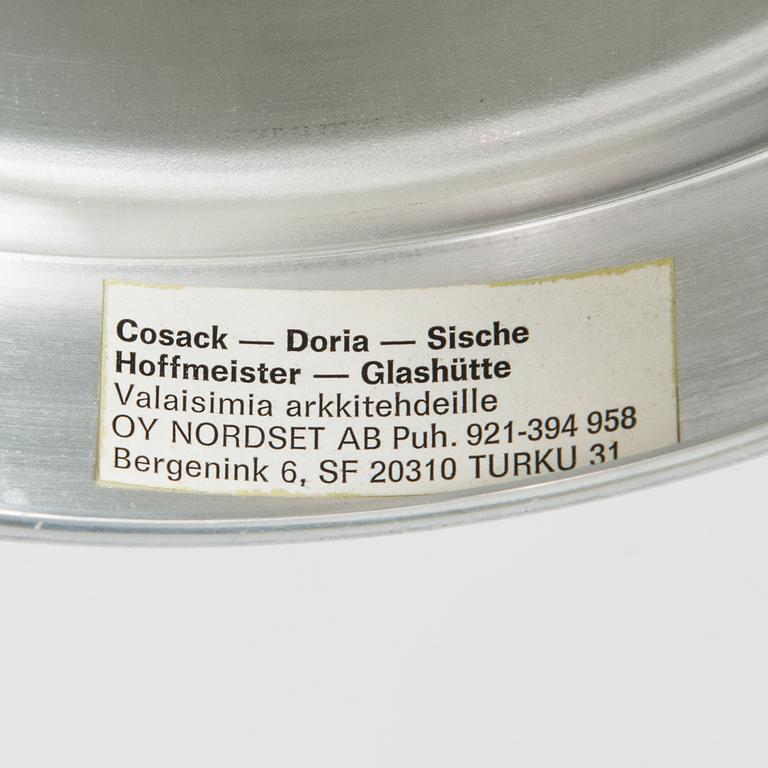 Cosack — Doria — Sische
Hoffmeister — Glashütte
Valaisimia arkkitehdeille
OY NORDSET AB Puh. 921-394 958
Bergenink 6, SF 20310 TURKU 31